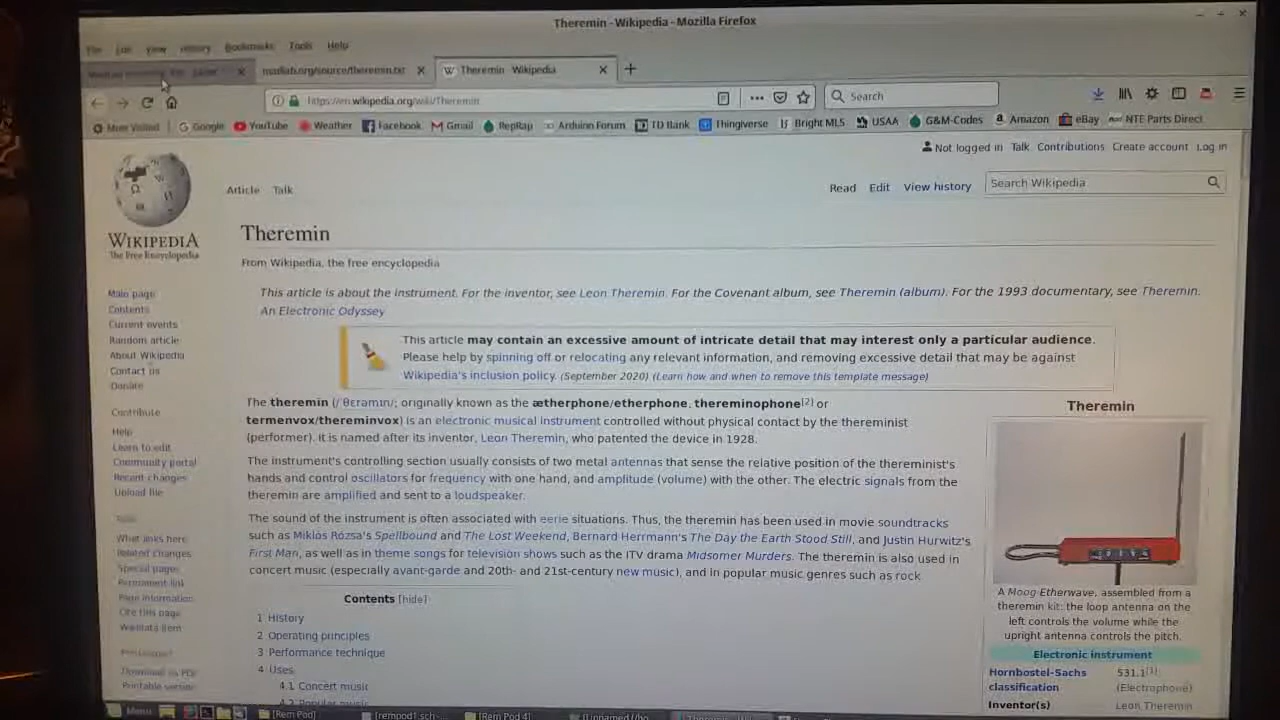 Theremin - Wikipedia - Mozilla Firefox
File Edit View History Bookmarks Tools Help
nsudlab.org/source/theremin.txt
Theremin - Wikipedia
https://en.wikipedia.org/wiki/Theremin
Search
Most Visited Google YouTube Weather Facebook Gmail RepRap Arduino Forum TD Bank Thingiverse Bright MLS USAA G&M-Codes Amazon eBay NTE Parts Direct
Not logged in Talk Contributions Create account Log in
Article Talk
Read Edit View history
Search Wikipedia
WIKIPEDIA
The Free Encyclopedia
Main page
Contents
Current events
Random article
About Wikipedia
Contact us
Donate
Contribute
Help
Learn to edit
Community portal
Recent changes
Upload file
Tools
What links here
Related changes
Special pages
Permanent link
Page information
Cite this page
Wikidata item
Download as PDF
Printable version
Theremin
From Wikipedia, the free encyclopedia
This article is about the instrument. For the inventor, see Leon Theremin. For the Covenant album, see Theremin (album). For the 1993 documentary, see Theremin:
An Electronic Odyssey
This article may contain an excessive amount of intricate detail that may interest only a particular audience.
Please help by spinning off or relocating any relevant information, and removing excessive detail that may be against
Wikipedia's inclusion policy. (September 2020) (Learn how and when to remove this template message)
The theremin (/ˈθɛrəmɪn/; originally known as the ætherphone/etherphone, thereminophone[2] or
termenvox/thereminvox) is an electronic musical instrument controlled without physical contact by the thereminist
(performer). It is named after its inventor, Leon Theremin, who patented the device in 1928.
The instrument's controlling section usually consists of two metal antennas that sense the relative position of the thereminist's
hands and control oscillators for frequency with one hand, and amplitude (volume) with the other. The electric signals from the
theremin are amplified and sent to a loudspeaker.
The sound of the instrument is often associated with eerie situations. Thus, the theremin has been used in movie soundtracks
such as Miklós Rózsa's Spellbound and The Lost Weekend, Bernard Herrmann's The Day the Earth Stood Still, and Justin Hurwitz's
First Man, as well as in theme songs for television shows such as the ITV drama Midsomer Murders. The theremin is also used in
concert music (especially avant-garde and 20th- and 21st-century new music), and in popular music genres such as rock
Contents [hide]
1 History
2 Operating principles
3 Performance technique
4 Uses
4.1 Concert music
4.2 Popular music
Theremin
A Moog Etherwave, assembled from a
theremin kit: the loop antenna on the
left controls the volume while the
upright antenna controls the pitch.
Electronic instrument
Hornbostel-Sachs classification 531.1[1]
(Electrophone)
Inventor(s) Leon Theremin
Menu [Rem Pod] [rempod1.sch - [Rem Pod 4]